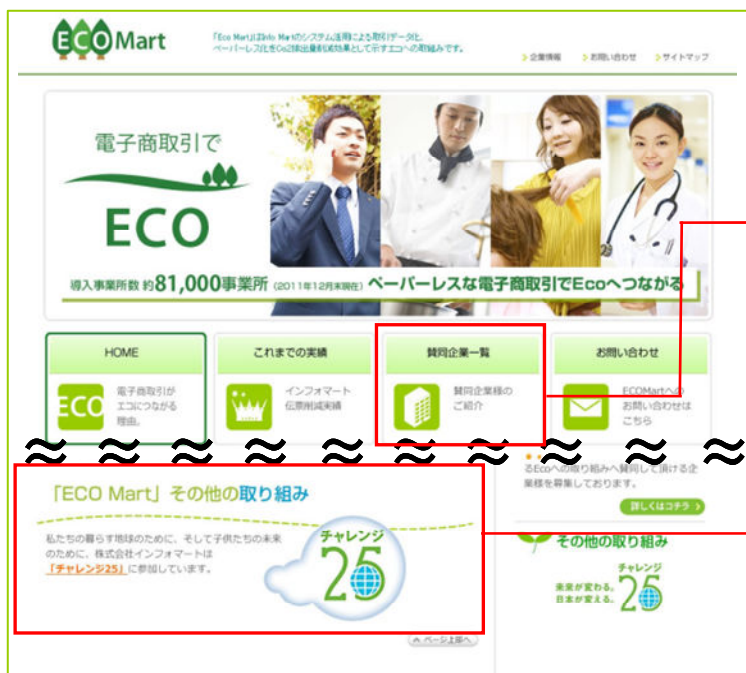 ECO Mart
「Eco Mart」はInfo Martのシステム活用による取引データ化、
ペーパーレス化をCo2排出量削減効果として示すエコへの取組みです。
企業情報 お問い合わせ サイトマップ
電子商取引で
ECO
導入事業所数 約81,000事業所 (2011年12月末現在) ペーパーレスな電子商取引でEcoへつながる
HOME
これまでの実績
賛同企業一覧
お問い合わせ
ECO
電子商取引が
エコにつながる
理由。
インフォマート
伝票削減実績
賛同企業様の
ご紹介
ECOMartへの
お問い合わせは
こちら
るEcoへの取り組みへ賛同して頂ける企
業様を募集しております。
詳しくはコチラ
「ECO Mart」その他の取り組み
私たちの暮らす地球のために、そして子供たちの未来
のために、株式会社インフォマートは
「チャレンジ25」に参加しています。
チャレンジ
25
その他の取り組み
チャレンジ
未来が変わる。
日本が変える。
25
ページ上部へ